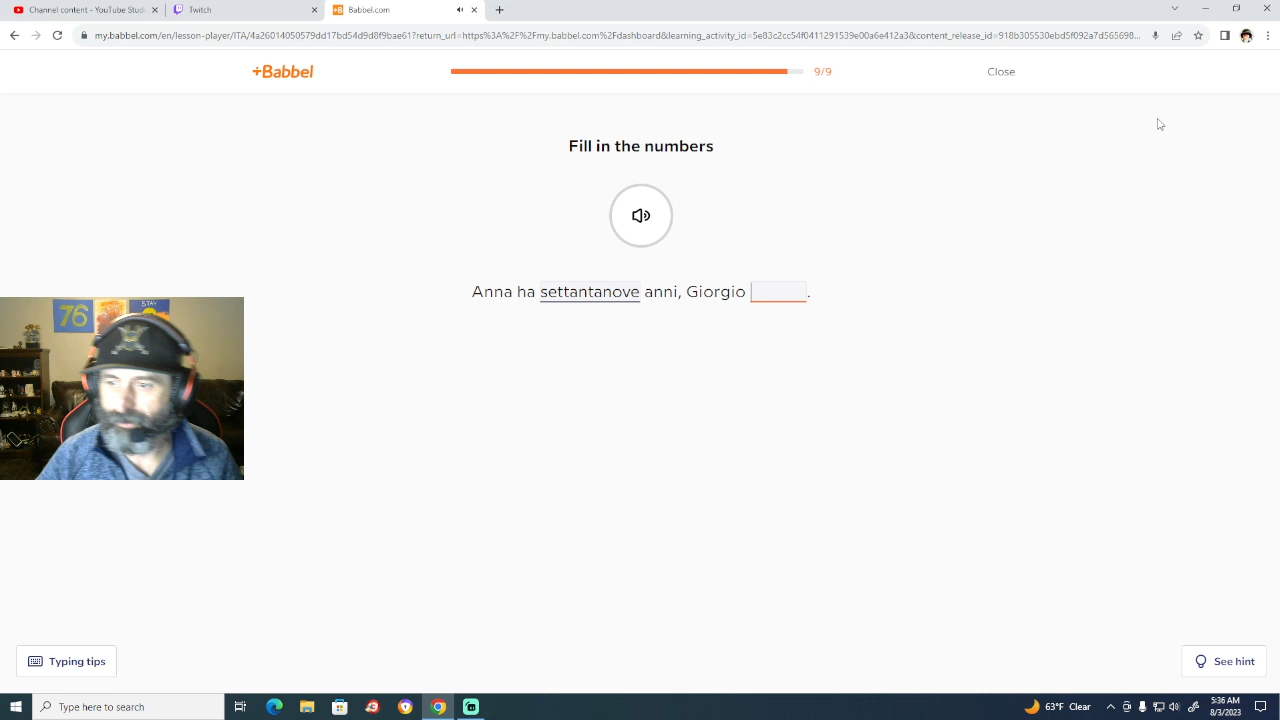 Channel content - YouTube Studi
Twitch
+B Babbel.com
my.babbel.com/en/lesson-player/ITA/4a26014050579dd17bd54d9d8f9bae61?return_url=https%3A%2F%2Fmy.babbel.com%2Fdashboard&learning_activity_id=5e83c2cc54f0411291539e00a6e412a3&content_release_id=918b305530ebd5f092a7d565698...
+Babbel
9/9
Close
Fill in the numbers
Anna ha settantanove anni, Giorgio .
76
STAY
Typing tips
See hint
Type here to search
63°F Clear
5:36 AM
8/3/2023